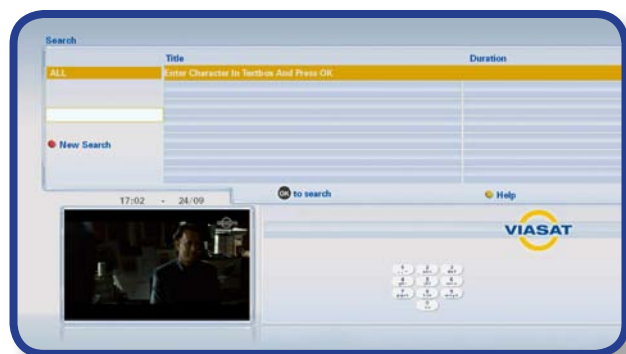 Search
Title Duration
ALL Enter Character In Textbox And Press OK
New Search
17:02 - 24/09
OK to search
Help
VIASAT